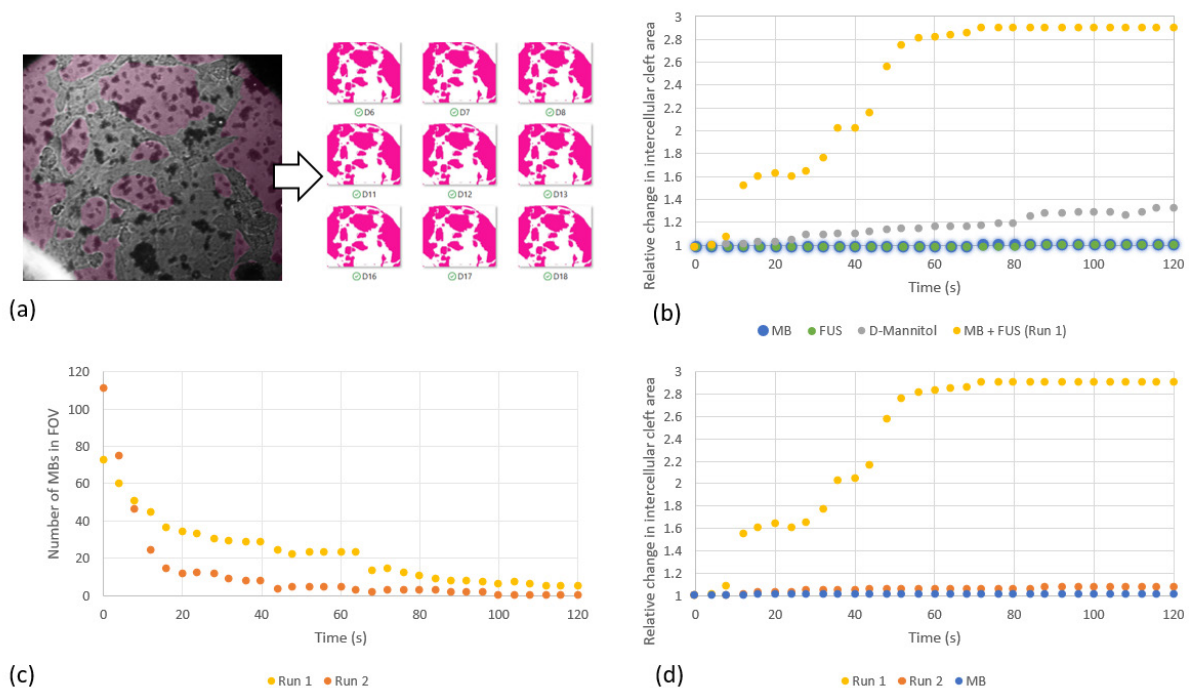 D6 D7 D8
D11 D12 D13
D16 D17 D18
(a)
Relative change in intercellular cleft area
3
2.8
2.6
2.4
2.2
2
1.8
1.6
1.4
1.2
1
0.8
0 20 40 60 80 100 120
Time (s)
(b)
MB FUS D-Mannitol MB + FUS (Run 1)
Number of MBs in FOV
120
100
80
60
40
20
0
0 20 40 60 80 100 120
Time (s)
(c)
Run 1 Run 2
Relative change in intercellular cleft area
3
2.8
2.6
2.4
2.2
2
1.8
1.6
1.4
1.2
1
0 20 40 60 80 100 120
Time (s)
(d)
Run 1 Run 2 MB